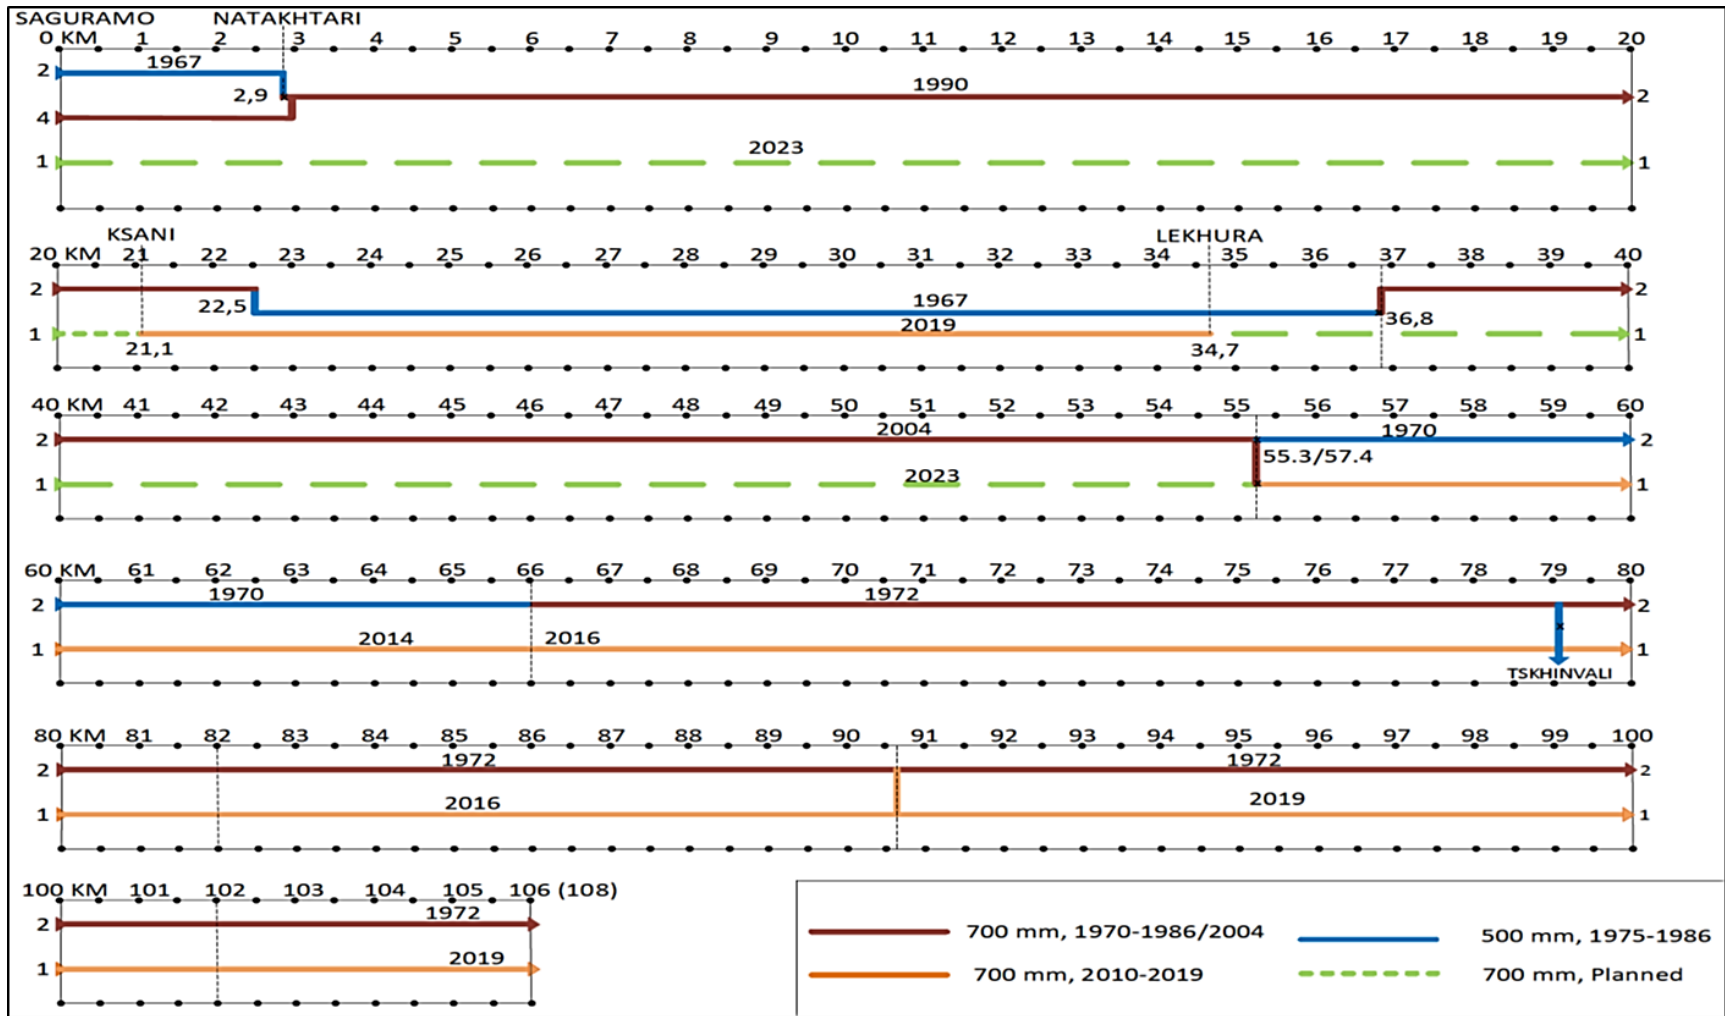 SAGURAMO NATAKHTARI
0 KM 1 2 3 4 5 6 7 8 9 10 11 12 13 14 15 16 17 18 19 20
2 1967
2,9 1990 2
4
1 2023 1
KSANI LEKHURA
20 KM 21 22 23 24 25 26 27 28 29 30 31 32 33 34 35 36 37 38 39 40
2 2
22,5 1967 36,8
1 2019 1
21,1 34,7
40 KM 41 42 43 44 45 46 47 48 49 50 51 52 53 54 55 56 57 58 59 60
2 2004 1970 2
55.3/57.4
1 2023 1
60 KM 61 62 63 64 65 66 67 68 69 70 71 72 73 74 75 76 77 78 79 80
2 1970 1972 2
1 2014 2016 1
TSKHINVALI
80 KM 81 82 83 84 85 86 87 88 89 90 91 92 93 94 95 96 97 98 99 100
2 1972 1972 2
1 2016 2019 1
100 KM 101 102 103 104 105 106 (108)
2 1972
1 2019
700 mm, 1970-1986/2004 500 mm, 1975-1986
700 mm, 2010-2019 700 mm, Planned